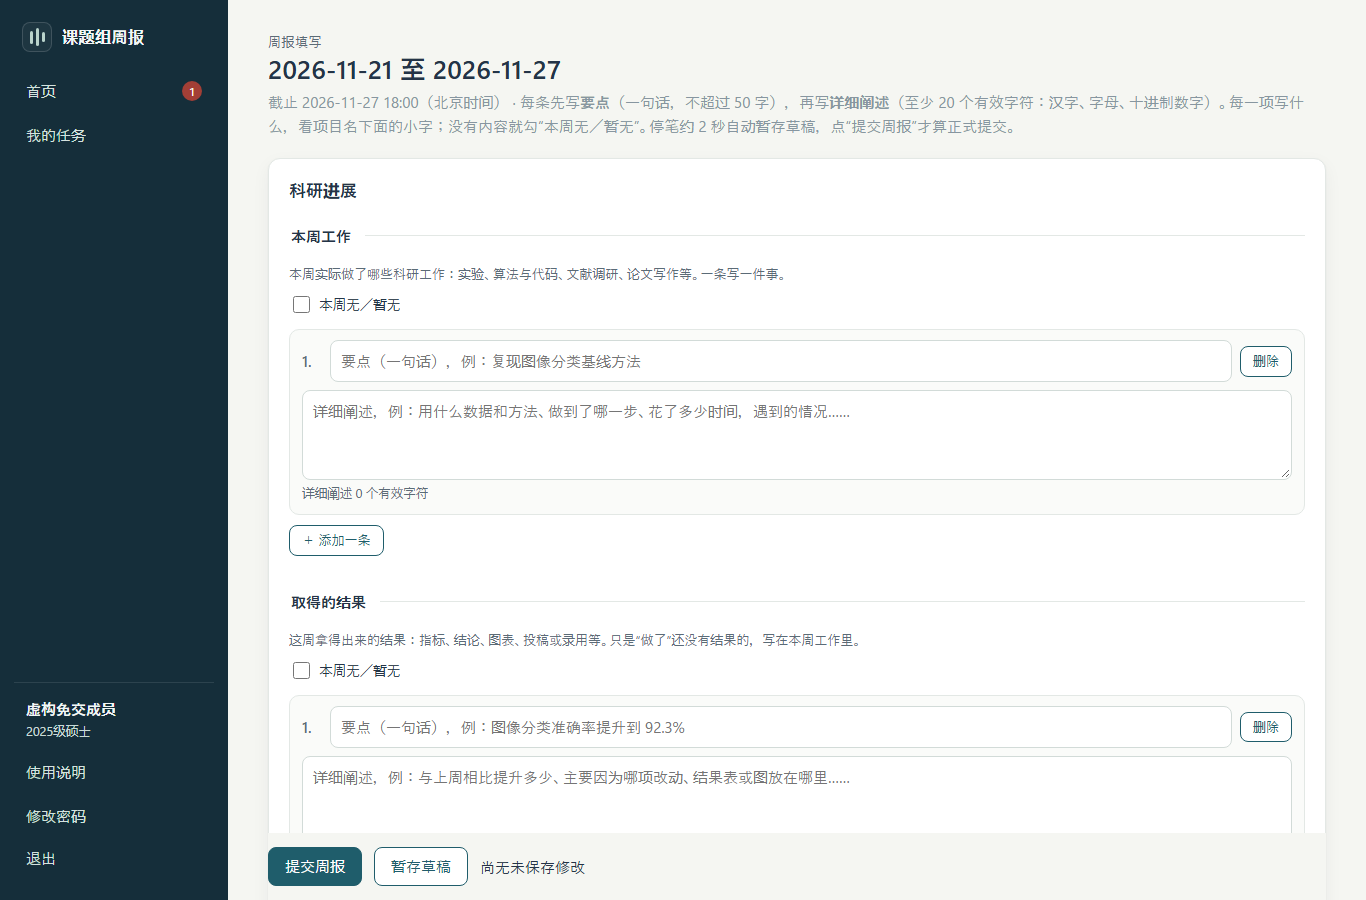 课题组周报
首页
1
我的任务
虚构免交成员
2025级硕士
使用说明
修改密码
退出
周报填写
2026-11-21 至 2026-11-27
截止 2026-11-27 18:00（北京时间）· 每条先写要点（一句话，不超过 50 字），再写详细阐述（至少 20 个有效字符：汉字、字母、十进制数字）。每一项写什
么，看项目名下面的小字；没有内容就勾“本周无／暂无”。停笔约 2 秒自动暂存草稿，点“提交周报”才算正式提交。
科研进展
本周工作
本周实际做了哪些科研工作：实验、算法与代码、文献调研、论文写作等。一条写一件事。
本周无／暂无
1.
要点（一句话），例：复现图像分类基线方法
删除
详细阐述，例：用什么数据和方法、做到了哪一步、花了多少时间，遇到的情况……
详细阐述 0 个有效字符
+ 添加一条
取得的结果
这周拿得出来的结果：指标、结论、图表、投稿或录用等。只是“做了”还没有结果的，写在本周工作里。
本周无／暂无
1.
要点（一句话），例：图像分类准确率提升到 92.3%
删除
详细阐述，例：与上周相比提升多少、主要因为哪项改动、结果表或图放在哪里……
提交周报
暂存草稿
尚无未保存修改